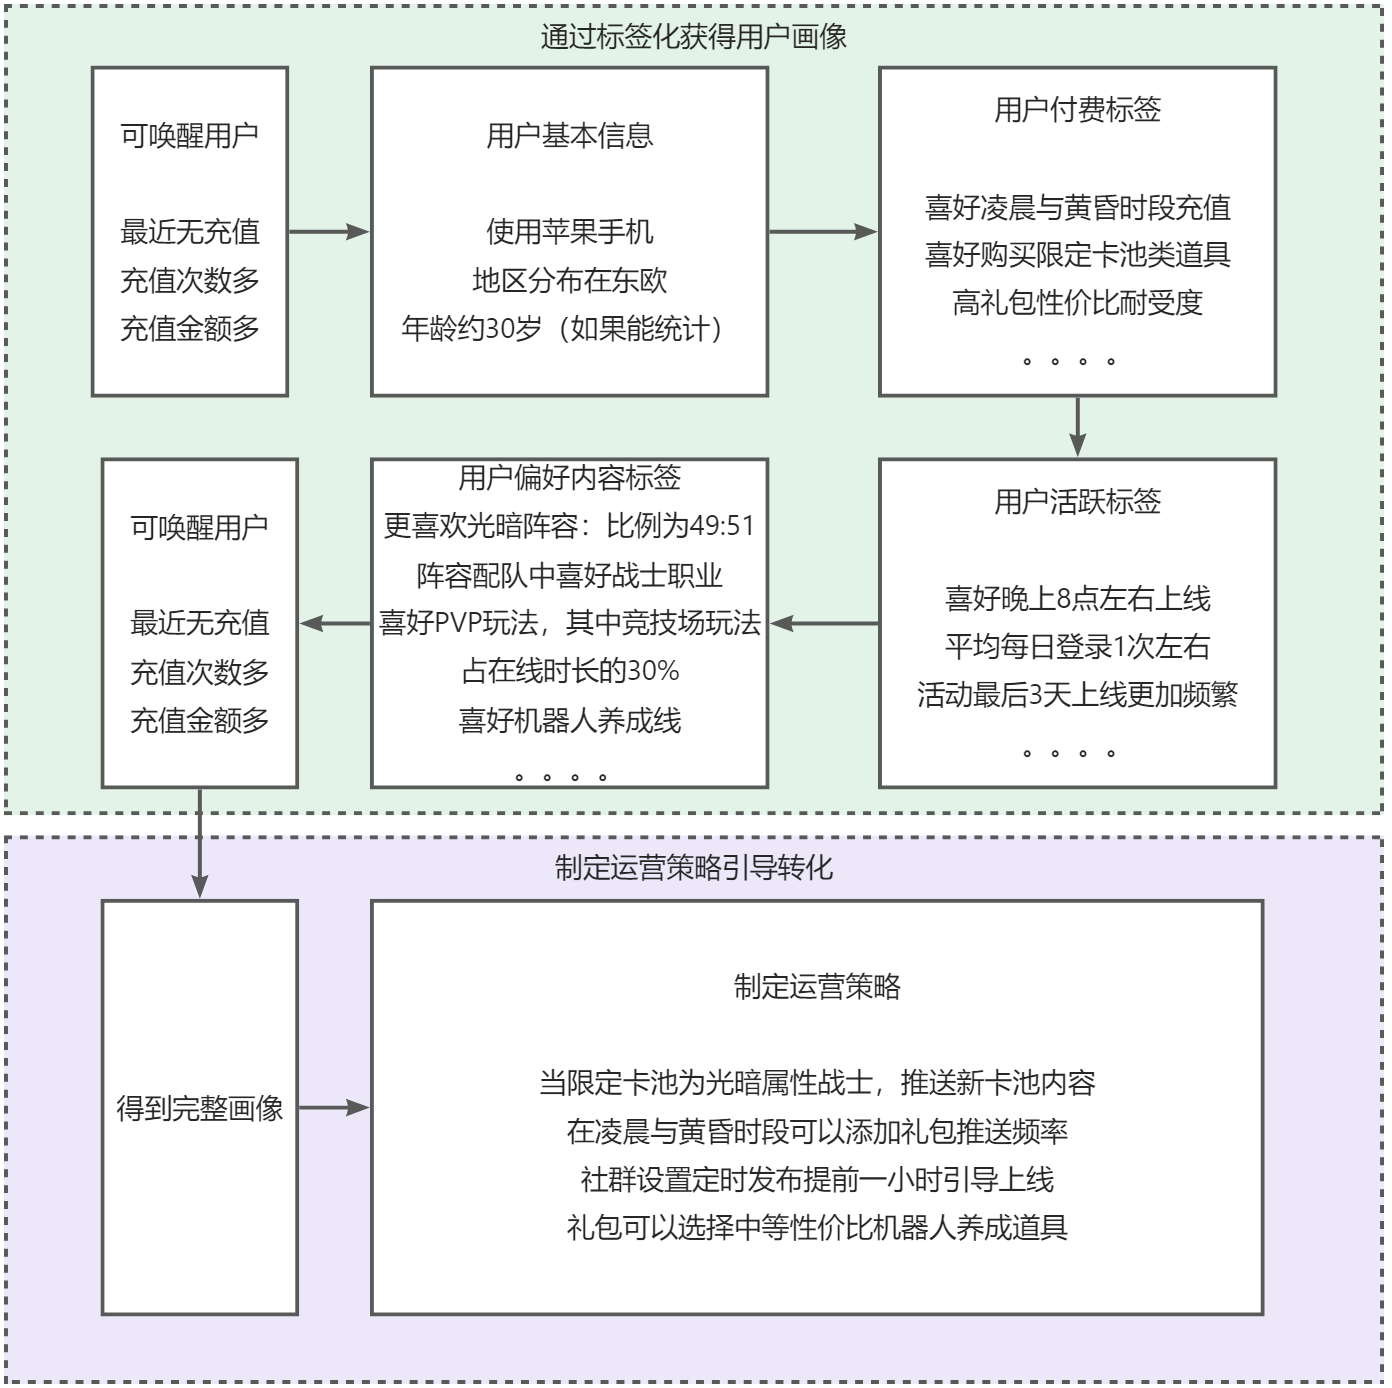 通过标签化获得用户画像
可唤醒用户
最近无充值
充值次数多
充值金额多
用户基本信息
使用苹果手机
地区分布在东欧
年龄约30岁（如果能统计）
用户付费标签
喜好凌晨与黄昏时段充值
喜好购买限定卡池类道具
高礼包性价比耐受度
。。。。
用户活跃标签
喜好晚上8点左右上线
平均每日登录1次左右
活动最后3天上线更加频繁
。。。。
用户偏好内容标签
更喜欢光暗阵容：比例为49:51
阵容配队中喜好战士职业
喜好PVP玩法，其中竞技场玩法
占在线时长的30%
喜好机器人养成线
。。。。
可唤醒用户
最近无充值
充值次数多
充值金额多
制定运营策略引导转化
得到完整画像
制定运营策略
当限定卡池为光暗属性战士，推送新卡池内容
在凌晨与黄昏时段可以添加礼包推送频率
社群设置定时发布提前一小时引导上线
礼包可以选择中等性价比机器人养成道具